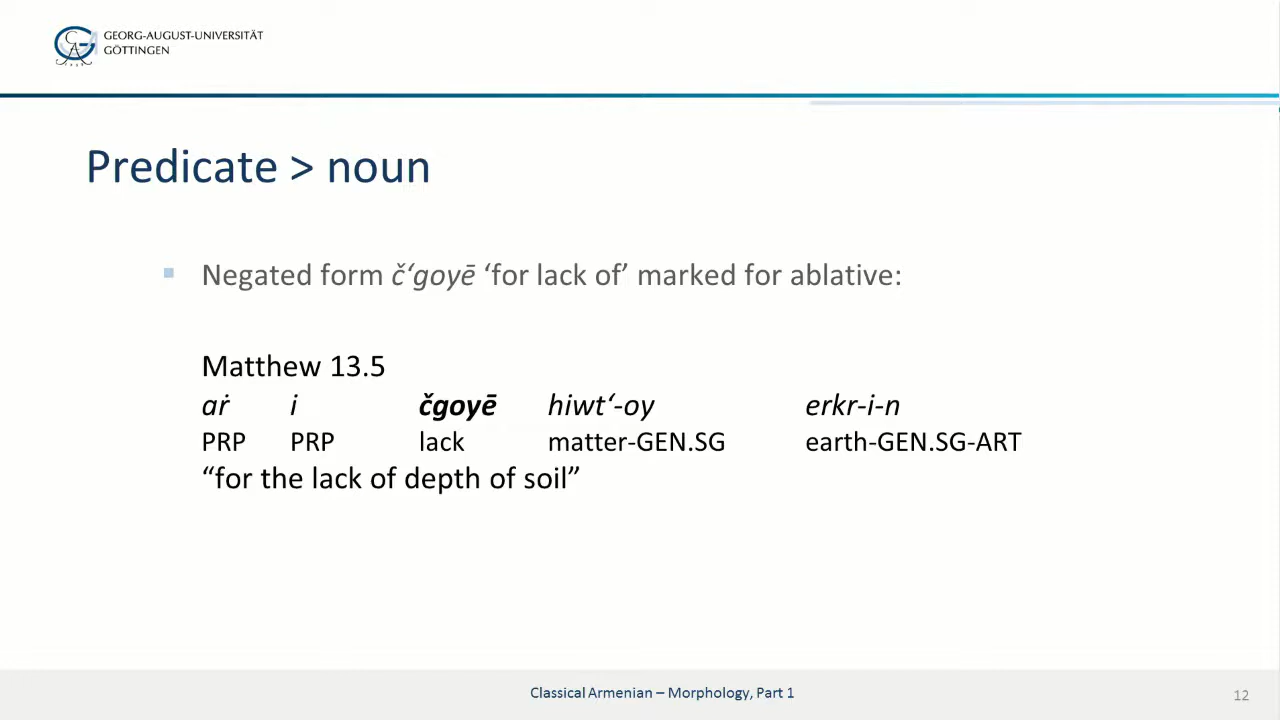 GEORG-AUGUST-UNIVERSITÄT
GÖTTINGEN
Predicate > noun
Negated form č‘goyē ‘for lack of’ marked for ablative:
Matthew 13.5
aṙ i čgoyē hiwt‘-oy erkr-i-n
PRP PRP lack matter-GEN.SG earth-GEN.SG-ART
“for the lack of depth of soil”
Classical Armenian – Morphology, Part 1
12